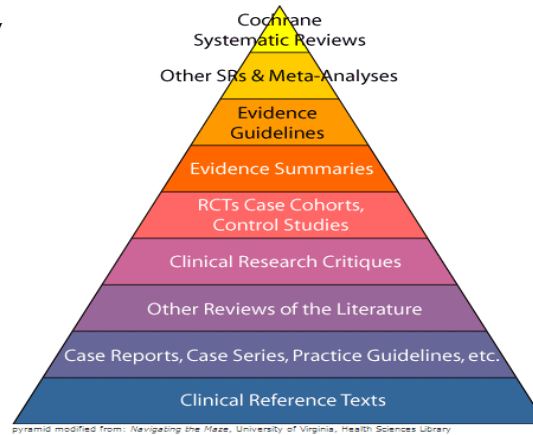 Cochrane
Systematic Reviews
Other SRs & Meta-Analyses
Evidence
Guidelines
Evidence Summaries
RCTs Case Cohorts,
Control Studies
Clinical Research Critiques
Other Reviews of the Literature
Case Reports, Case Series, Practice Guidelines, etc.
Clinical Reference Texts
pyramid modified from: Navigating the Maze, University of Virginia, Health Sciences Library